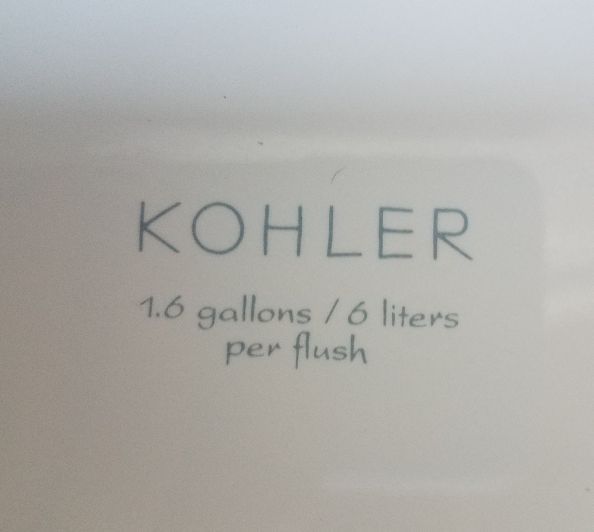 KOHLER
1.6 gallons / 6 liters
per flush